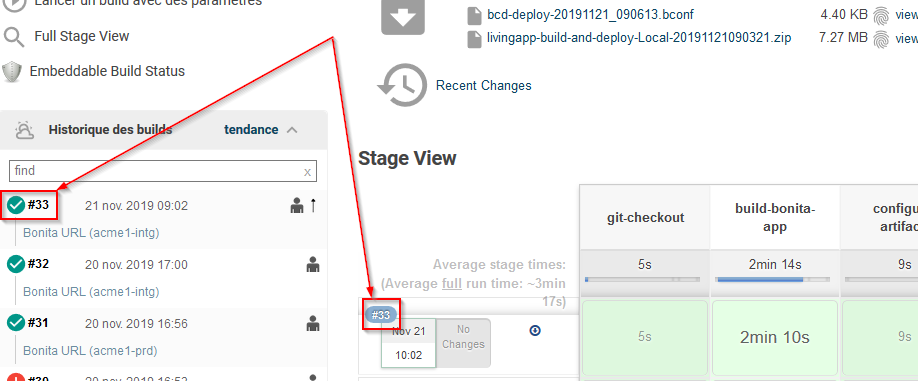 Lancer un build avec des paramètres
Full Stage View
Embeddable Build Status
Historique des builds tendance
find x
#33 21 nov. 2019 09:02
Bonita URL (acme1-intg)
#32 20 nov. 2019 17:00
Bonita URL (acme1-intg)
#31 20 nov. 2019 16:56
Bonita URL (acme1-prd)
#30 20 nov. 2019 16:52
bcd-deploy-20191121_090613.bconf 4.40 KB view
livingapp-build-and-deploy-Local-20191121090321.zip 7.27 MB view
Recent Changes
Stage View
git-checkout
build-bonita-
app
configu
artifac
Average stage times:
(Average full run time: ~3min
17s)
5s
2min 14s
9s
#33
Nov 21
10:02
No
Changes
5s
2min 10s
9s